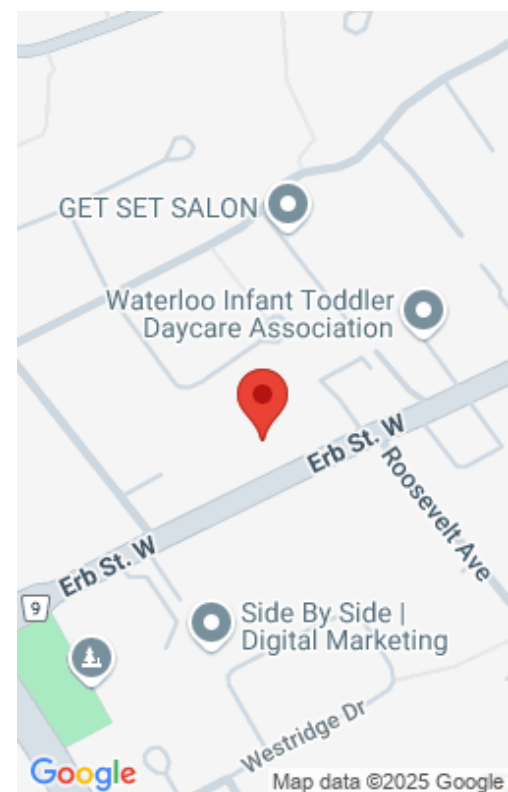 GET SET SALON
Waterloo Infant Toddler
Daycare Association
Erb St. W
Roosevelt Ave
Erb St. W
9
Side By Side |
Digital Marketing
Westridge Dr
Google
Map data ©2025 Google